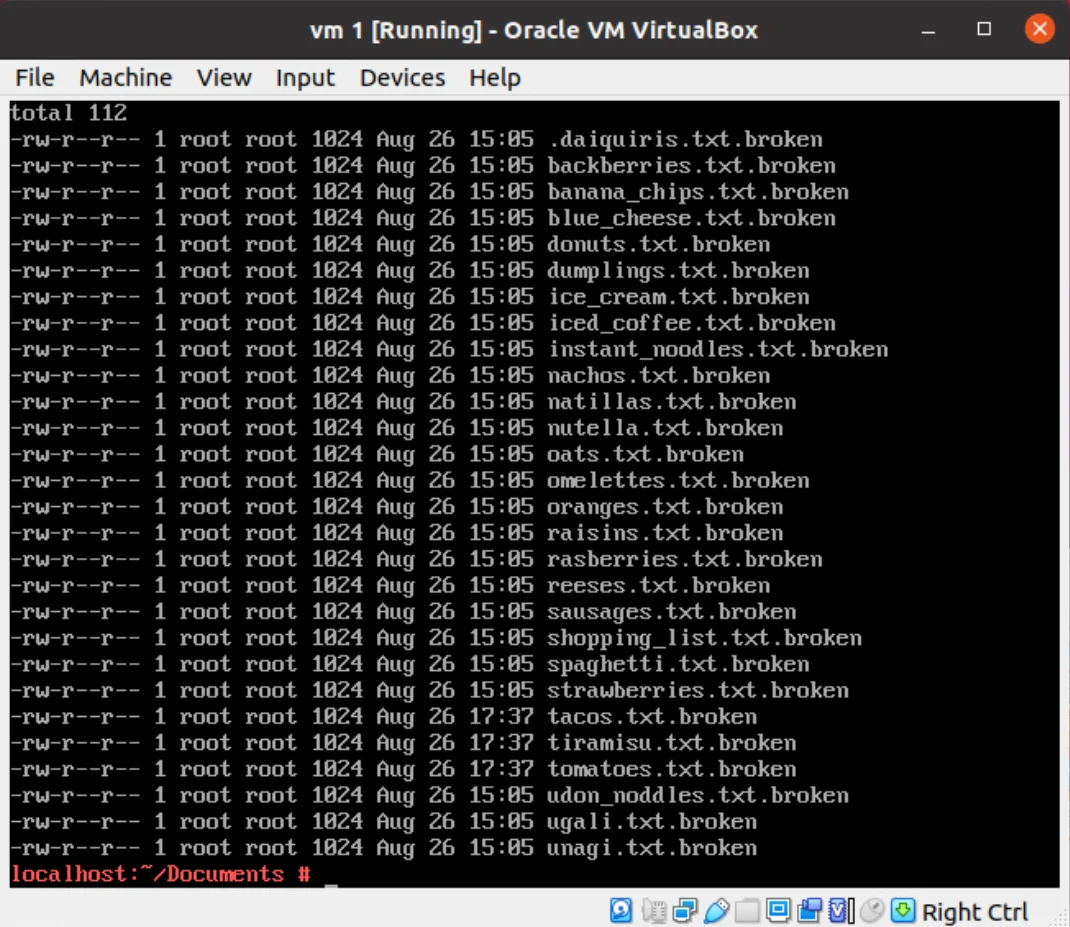 vm 1 [Running] - Oracle VM VirtualBox
File Machine View Input Devices Help
total 112
-rw-r--r-- 1 root root 1024 Aug 26 15:05 .daiquiris.txt.broken
-rw-r--r-- 1 root root 1024 Aug 26 15:05 backberries.txt.broken
-rw-r--r-- 1 root root 1024 Aug 26 15:05 banana_chips.txt.broken
-rw-r--r-- 1 root root 1024 Aug 26 15:05 blue_cheese.txt.broken
-rw-r--r-- 1 root root 1024 Aug 26 15:05 donuts.txt.broken
-rw-r--r-- 1 root root 1024 Aug 26 15:05 dumplings.txt.broken
-rw-r--r-- 1 root root 1024 Aug 26 15:05 ice_cream.txt.broken
-rw-r--r-- 1 root root 1024 Aug 26 15:05 iced_coffee.txt.broken
-rw-r--r-- 1 root root 1024 Aug 26 15:05 instant_noodles.txt.broken
-rw-r--r-- 1 root root 1024 Aug 26 15:05 nachos.txt.broken
-rw-r--r-- 1 root root 1024 Aug 26 15:05 natillas.txt.broken
-rw-r--r-- 1 root root 1024 Aug 26 15:05 nutella.txt.broken
-rw-r--r-- 1 root root 1024 Aug 26 15:05 oats.txt.broken
-rw-r--r-- 1 root root 1024 Aug 26 15:05 omelettes.txt.broken
-rw-r--r-- 1 root root 1024 Aug 26 15:05 oranges.txt.broken
-rw-r--r-- 1 root root 1024 Aug 26 15:05 raisins.txt.broken
-rw-r--r-- 1 root root 1024 Aug 26 15:05 rasberries.txt.broken
-rw-r--r-- 1 root root 1024 Aug 26 15:05 reeses.txt.broken
-rw-r--r-- 1 root root 1024 Aug 26 15:05 sausages.txt.broken
-rw-r--r-- 1 root root 1024 Aug 26 15:05 shopping_list.txt.broken
-rw-r--r-- 1 root root 1024 Aug 26 15:05 spaghetti.txt.broken
-rw-r--r-- 1 root root 1024 Aug 26 15:05 strawberries.txt.broken
-rw-r--r-- 1 root root 1024 Aug 26 17:37 tacos.txt.broken
-rw-r--r-- 1 root root 1024 Aug 26 17:37 tiramisu.txt.broken
-rw-r--r-- 1 root root 1024 Aug 26 17:37 tomatoes.txt.broken
-rw-r--r-- 1 root root 1024 Aug 26 15:05 udon_noddles.txt.broken
-rw-r--r-- 1 root root 1024 Aug 26 15:05 ugali.txt.broken
-rw-r--r-- 1 root root 1024 Aug 26 15:05 unagi.txt.broken
localhost:~/Documents # _
Right Ctrl